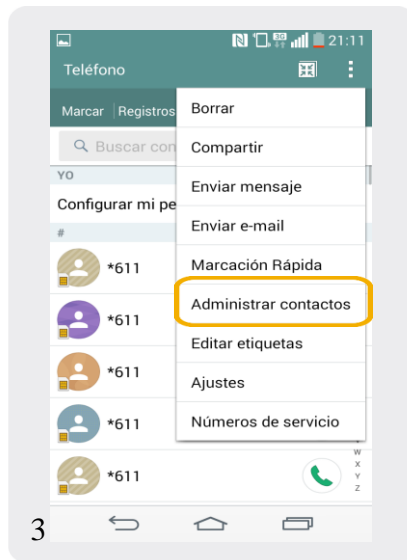 3G 21:11
Teléfono
Marcar Registros
Borrar
Buscar con
Compartir
YO
Enviar mensaje
Configurar mi pe
Enviar e-mail
#
Marcación Rápida
*611
Administrar contactos
*611
Editar etiquetas
*611
Ajustes
*611
Números de servicio
W
X
*611
Y
Z
3